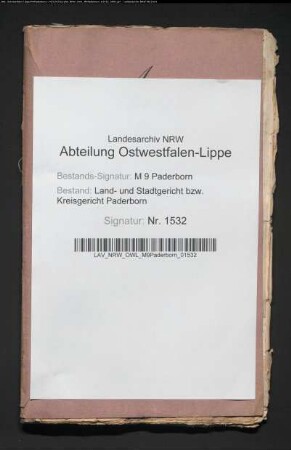 Landesarchiv NRW
Abteilung Ostwestfalen-Lippe
Bestands-Signatur: M 9 Paderborn
Bestand: Land- und Stadtgericht bzw.
Kreisgericht Paderborn
Signatur: Nr. 1532
LAV_NRW_OWL_M9Paderborn_01532